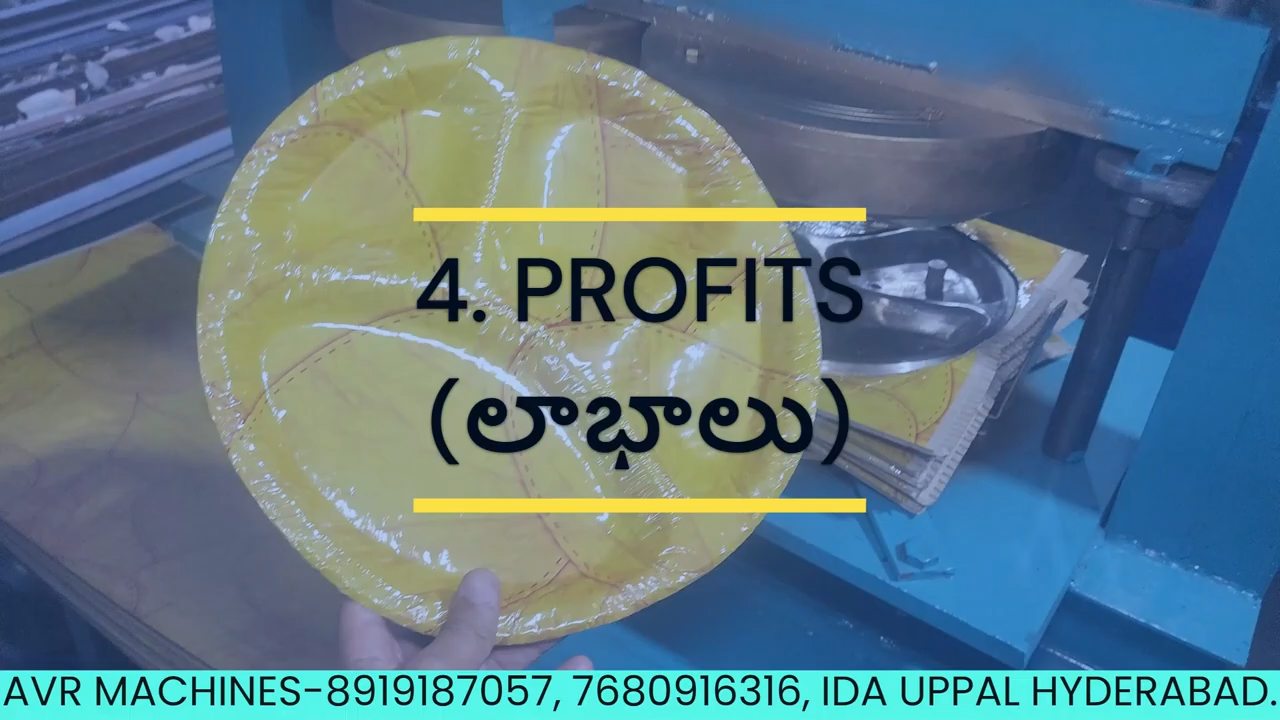 4. PROFITS
(లాభాలు)
AVR MACHINES-8919187057, 7680916316, IDA UPPAL HYDERABAD.